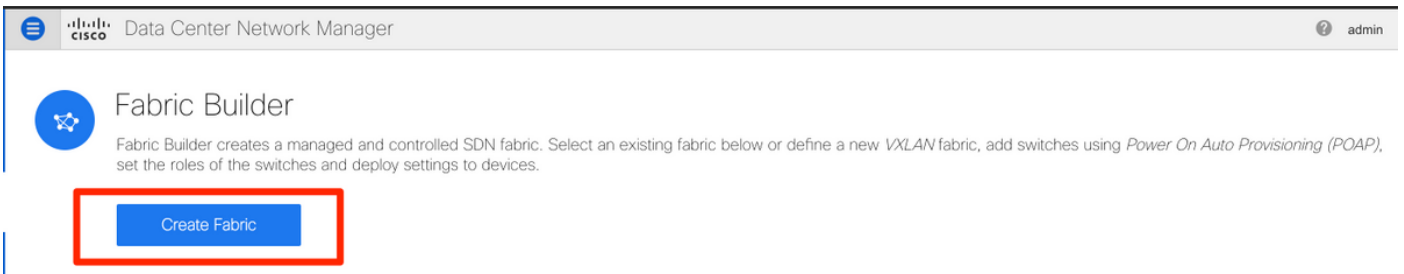 cisco Data Center Network Manager
? admin
Fabric Builder
Fabric Builder creates a managed and controlled SDN fabric. Select an existing fabric below or define a new VXLAN fabric, add switches using Power On Auto Provisioning (POAP),
set the roles of the switches and deploy settings to devices.
Create Fabric